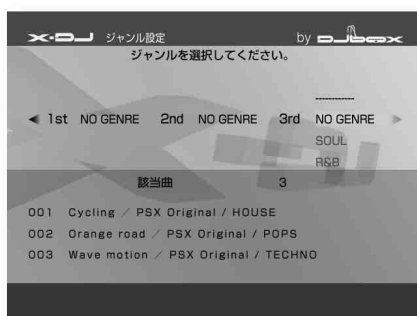 X-DJ ジャンル設定 by DJbox
ジャンルを選択してください。
------------
1st NO GENRE 2nd NO GENRE 3rd NO GENRE
SOUL
R&B
該当曲 3
001 Cycling / PSX Original / HOUSE
002 Orange road / PSX Original / POPS
003 Wave motion / PSX Original / TECHNO